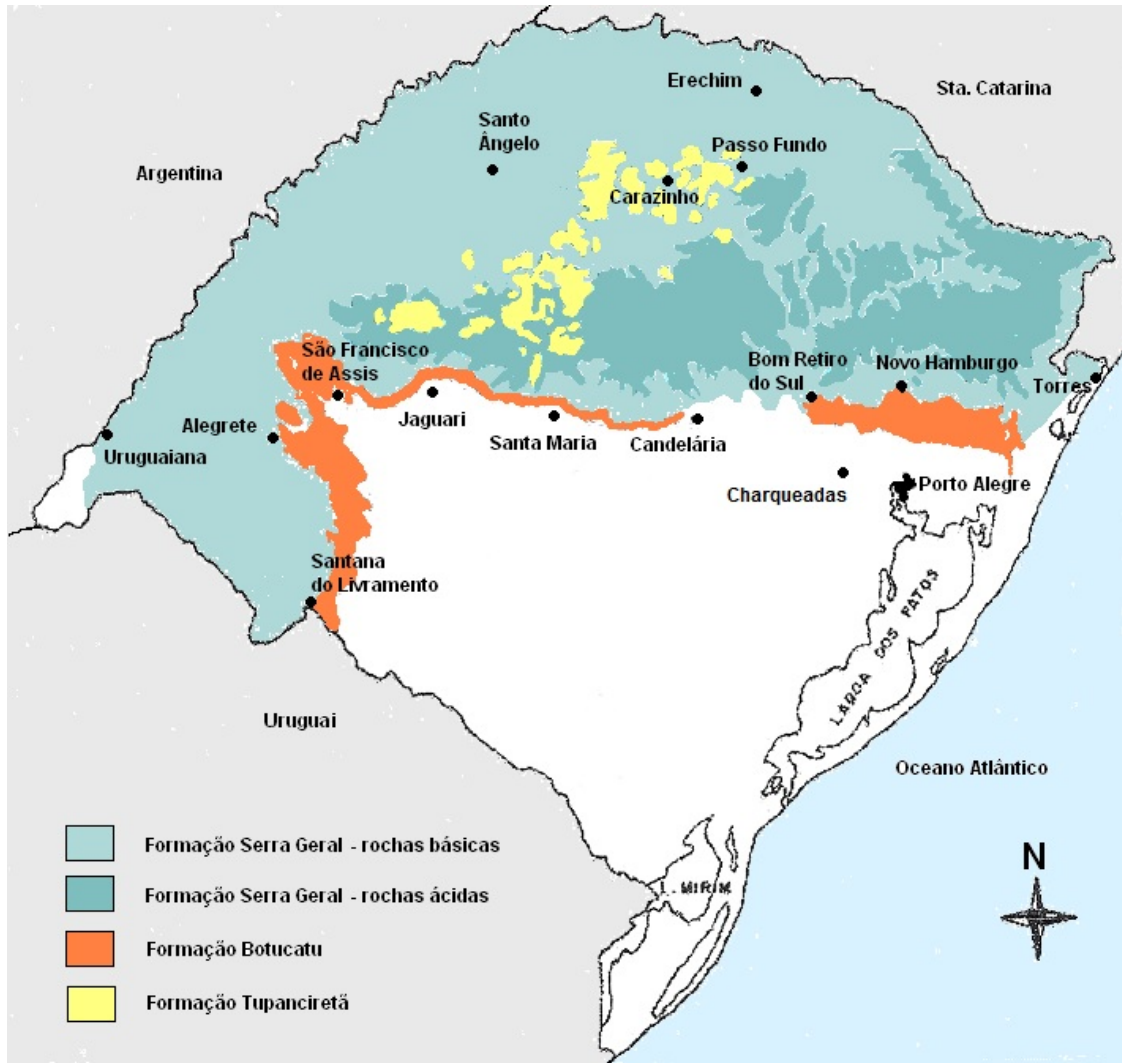 Erechim
Sta. Catarina
Santo
Ângelo
Passo Fundo
Argentina
Carazinho
São Francisco
de Assis
Bom Retiro
do Sul
Novo Hamburgo
Torres
Jaguari
Alegrete
Santa Maria
Candelária
Uruguaiana
Charqueadas
Porto Alegre
Santana
do Livramento
LAGOA DOS PATOS
Uruguai
Oceano Atlântico
Formação Serra Geral - rochas básicas
L. MIRIM
N
Formação Serra Geral - rochas ácidas
Formação Botucatu
Formação Tupanciretã